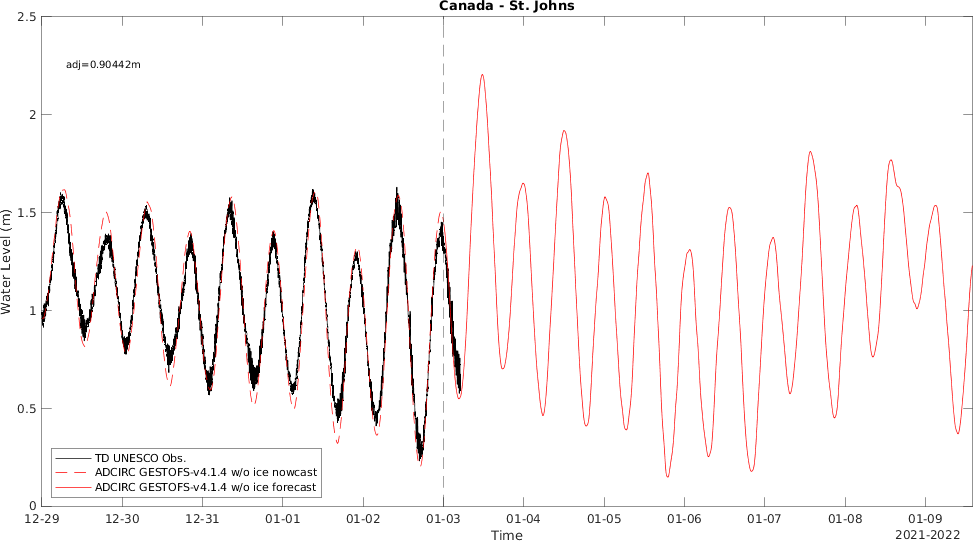 Canada - St. Johns
2.5
adj=0.90442m
2
1.5
Water Level (m)
1
0.5
TD UNESCO Obs.
ADCIRC GESTOFS-v4.1.4 w/o ice nowcast
ADCIRC GESTOFS-v4.1.4 w/o ice forecast
0
12-29 12-30 12-31 01-01 01-02 01-03 01-04 01-05 01-06 01-07 01-08 01-09
Time
2021-2022